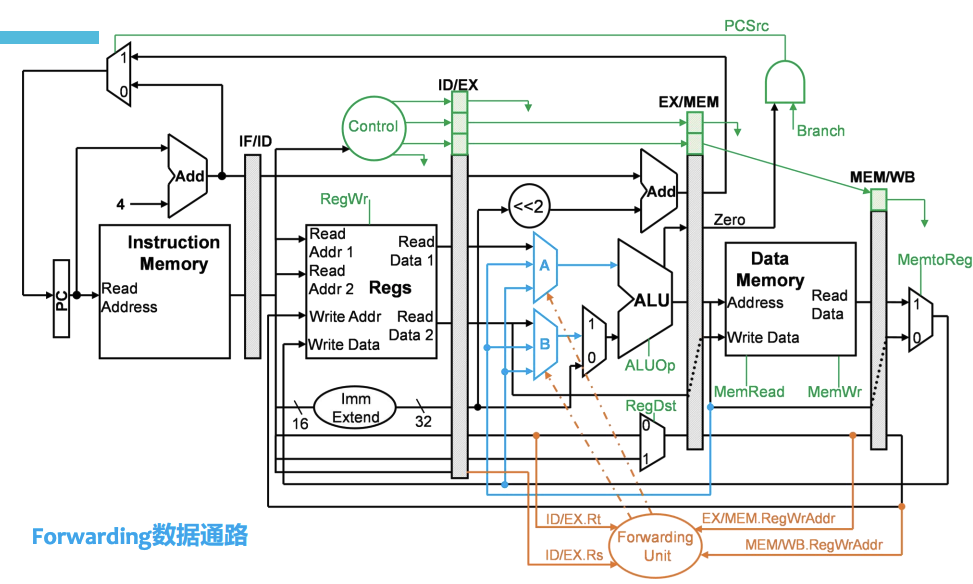 PCSrc
1
0
ID/EX
EX/MEM
Control
Branch
IF/ID
Add
4
MEM/WB
RegWr
<<2
Add
Zero
Instruction
Memory
Read
Address
PC
Read
Addr 1
Read
Addr 2
Write Addr
Write Data
Regs
Read
Data 1
Read
Data 2
A
B
1
0
ALU
ALUOp
Data
Memory
Address
Write Data
Read
Data
MemtoReg
1
0
MemRead
MemWr
Imm
Extend
16
32
RegDst
0
1
Forwarding数据通路
ID/EX.Rt
ID/EX.Rs
Forwarding
Unit
EX/MEM.RegWrAddr
MEM/WB.RegWrAddr